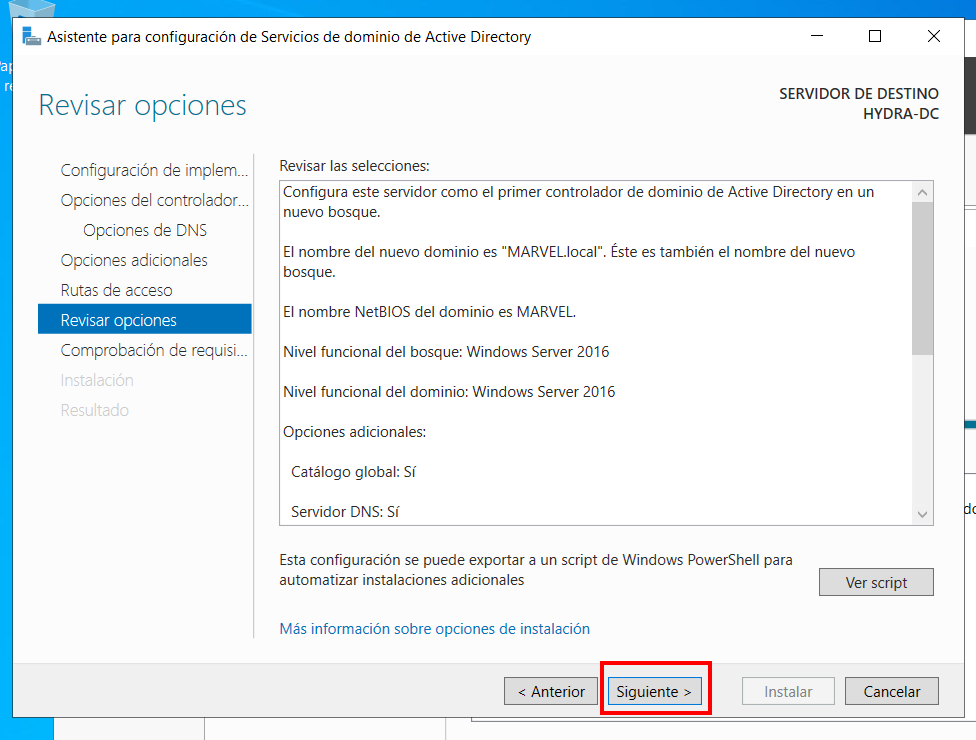 Asistente para configuración de Servicios de dominio de Active Directory
Revisar opciones
SERVIDOR DE DESTINO
HYDRA-DC
Configuración de implem...
Opciones del controlador...
Opciones de DNS
Opciones adicionales
Rutas de acceso
Revisar opciones
Comprobación de requisi...
Instalación
Resultado
Revisar las selecciones:
Configura este servidor como el primer controlador de dominio de Active Directory en un
nuevo bosque.
El nombre del nuevo dominio es "MARVEL.local". Éste es también el nombre del nuevo
bosque.
El nombre NetBIOS del dominio es MARVEL.
Nivel funcional del bosque: Windows Server 2016
Nivel funcional del dominio: Windows Server 2016
Opciones adicionales:
Catálogo global: Sí
Servidor DNS: Sí
Esta configuración se puede exportar a un script de Windows PowerShell para
automatizar instalaciones adicionales
Ver script
Más información sobre opciones de instalación
< Anterior
Siguiente >
Instalar
Cancelar